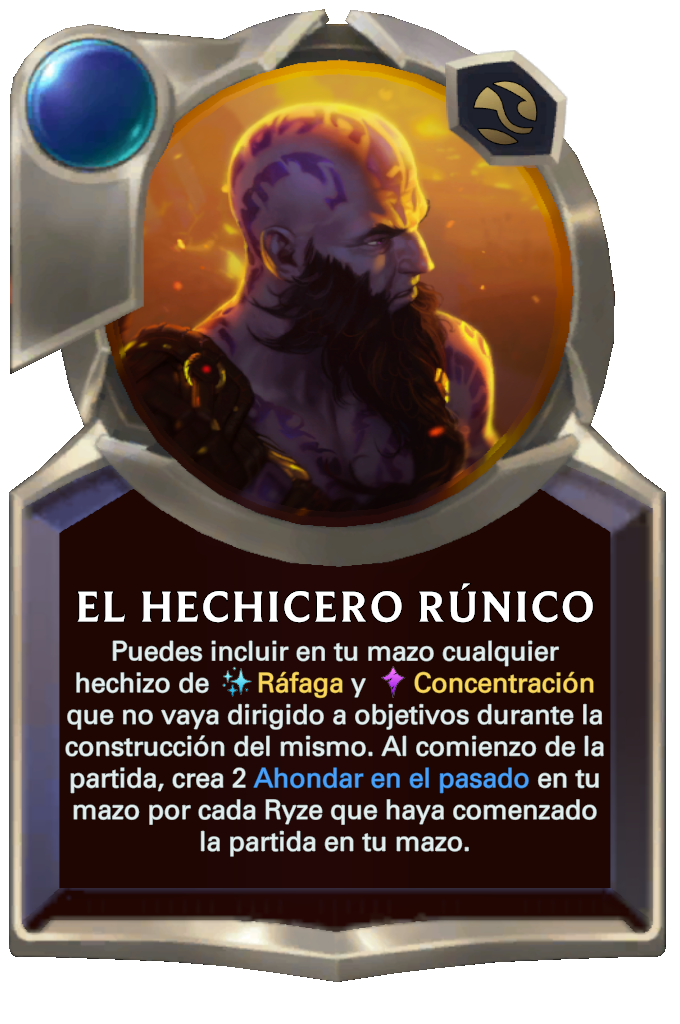 EL HECHICERO RÚNICO
Puedes incluir en tu mazo cualquier
hechizo de Ráfaga y Concentración
que no vaya dirigido a objetivos durante la
construcción del mismo. Al comienzo de la
partida, crea 2 Ahondar en el pasado en tu
mazo por cada Ryze que haya comenzado
la partida en tu mazo.